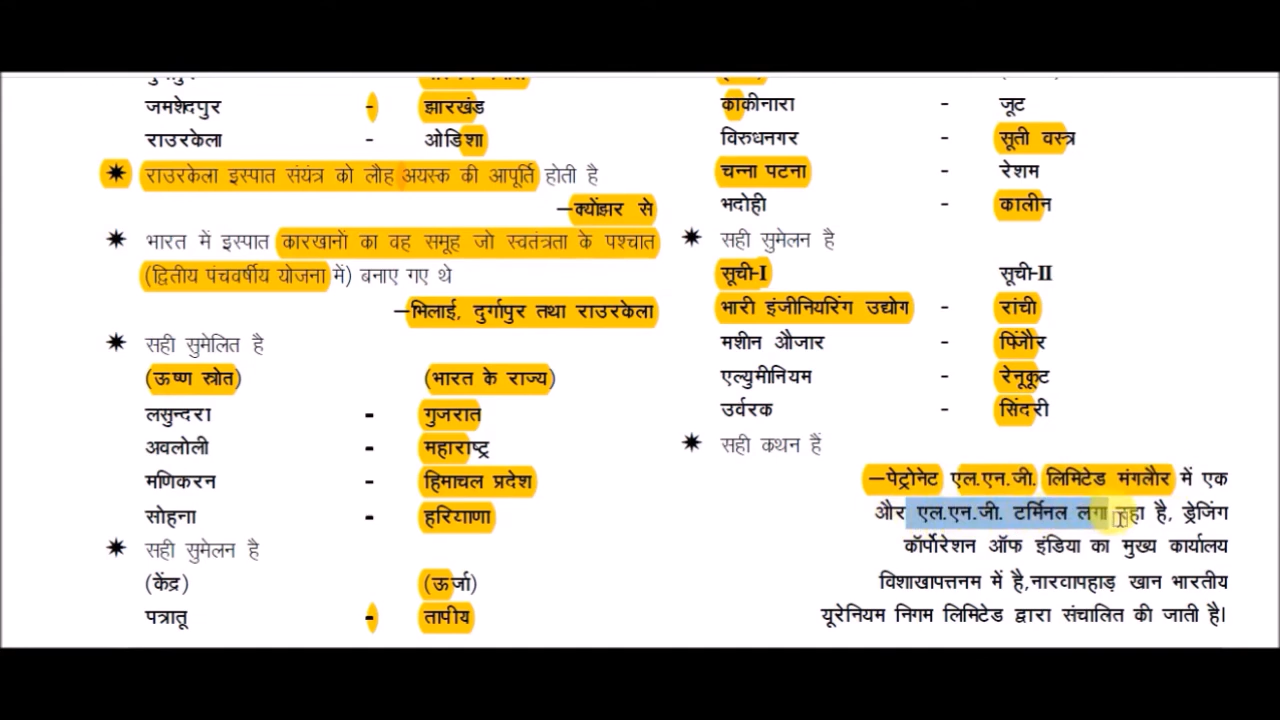 जमशेदपुर - झारखंड
राउरकेला - ओडिशा
✷ राउरकेला इस्पात संयंत्र को लौह अयस्क की आपूर्ति होती है
–क्योंझर से
✷ भारत में इस्पात कारखानों का वह समूह जो स्वतंत्रता के पश्चात
(द्वितीय पंचवर्षीय योजना में) बनाए गए थे
–भिलाई, दुर्गापुर तथा राउरकेला
✷ सही सुमेलित है
(ऊष्ण स्रोत) (भारत के राज्य)
लसुन्दरा - गुजरात
अवलोली - महाराष्ट्र
मणिकरन - हिमाचल प्रदेश
सोहना - हरियाणा
✷ सही सुमेलन है
(केंद्र) (ऊर्जा)
पत्रातू - तापीय
काकीनारा - जूट
विरुधनगर - सूती वस्त्र
चन्ना पटना - रेशम
भदोही - कालीन
✷ सही सुमेलन है
सूची-I सूची-II
भारी इंजीनियरिंग उद्योग - रांची
मशीन औजार - पिंजौर
एल्युमीनियम - रेनूकूट
उर्वरक - सिंदरी
✷ सही कथन हैं
–पेट्रोनेट एल.एन.जी. लिमिटेड मंगलौर में एक
और एल.एन.जी. टर्मिनल लगा रहा है, ड्रेजिंग
कॉर्पोरेशन ऑफ इंडिया का मुख्य कार्यालय
विशाखापत्तनम में है,नारवापहाड़ खान भारतीय
यूरेनियम निगम लिमिटेड द्वारा संचालित की जाती है।